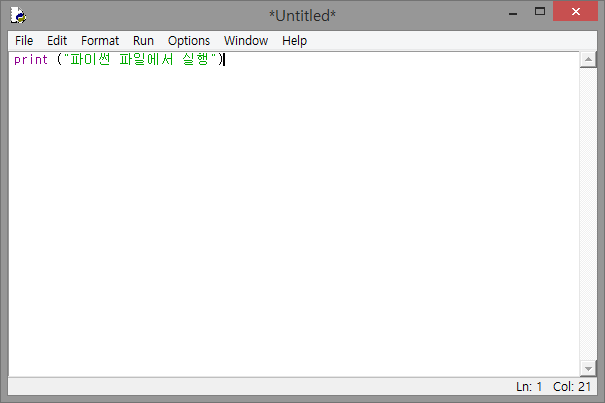 *Untitled*
File Edit Format Run Options Window Help
print ("파이썬 파일에서 실행")
Ln: 1 Col: 21